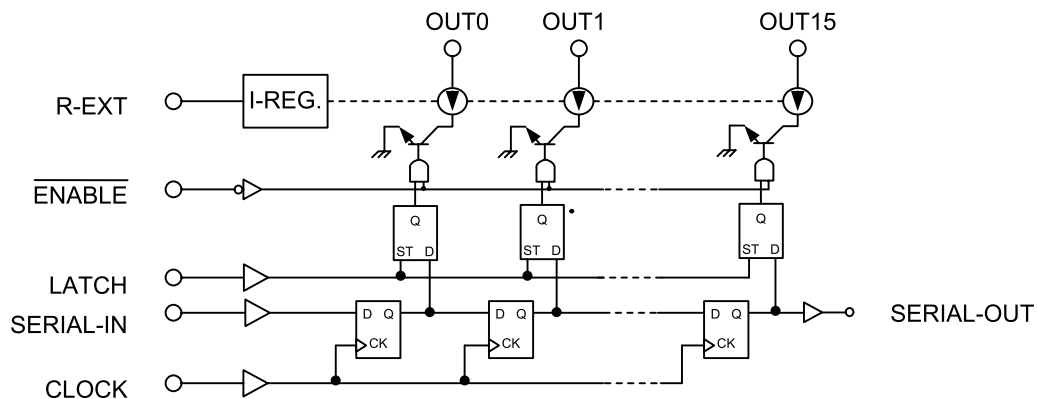 OUT0 OUT1 OUT15
R-EXT I-REG.
ENABLE
Q Q Q
ST D ST D ST D
LATCH
D Q D Q D Q
SERIAL-IN SERIAL-OUT
CK CK CK
CLOCK